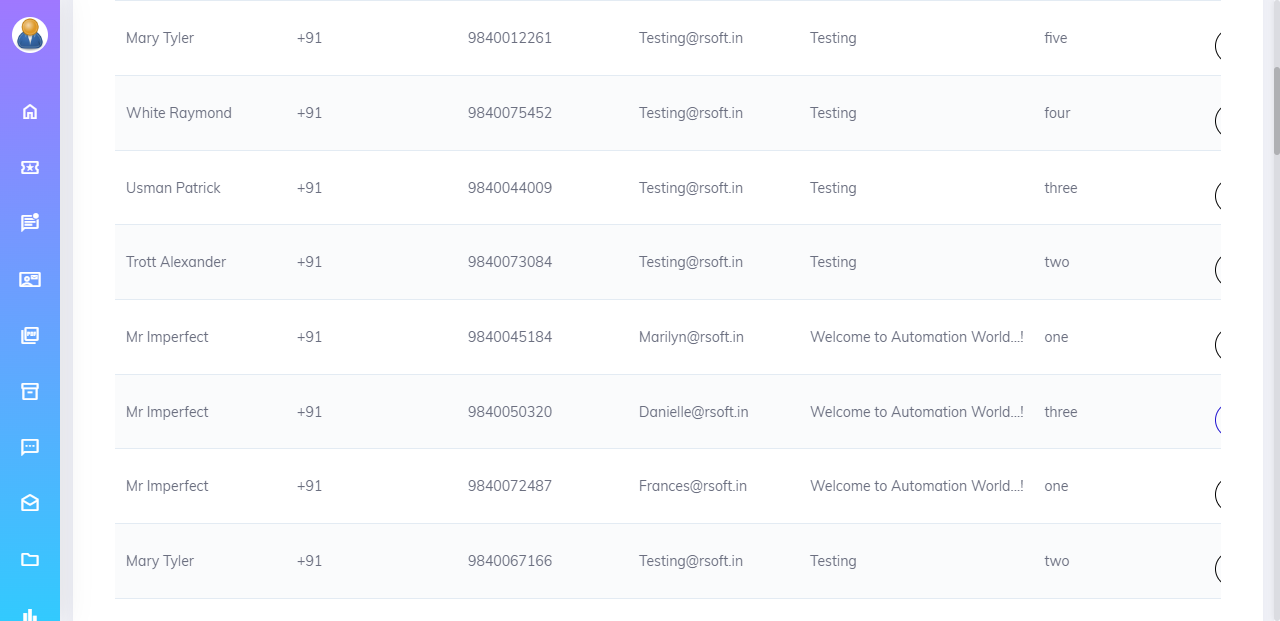 Mary Tyler +91 9840012261 Testing@rsoft.in Testing five
White Raymond +91 9840075452 Testing@rsoft.in Testing four
Usman Patrick +91 9840044009 Testing@rsoft.in Testing three
Trott Alexander +91 9840073084 Testing@rsoft.in Testing two
Mr Imperfect +91 9840045184 Marilyn@rsoft.in Welcome to Automation World...! one
Mr Imperfect +91 9840050320 Danielle@rsoft.in Welcome to Automation World...! three
Mr Imperfect +91 9840072487 Frances@rsoft.in Welcome to Automation World...! one
Mary Tyler +91 9840067166 Testing@rsoft.in Testing two